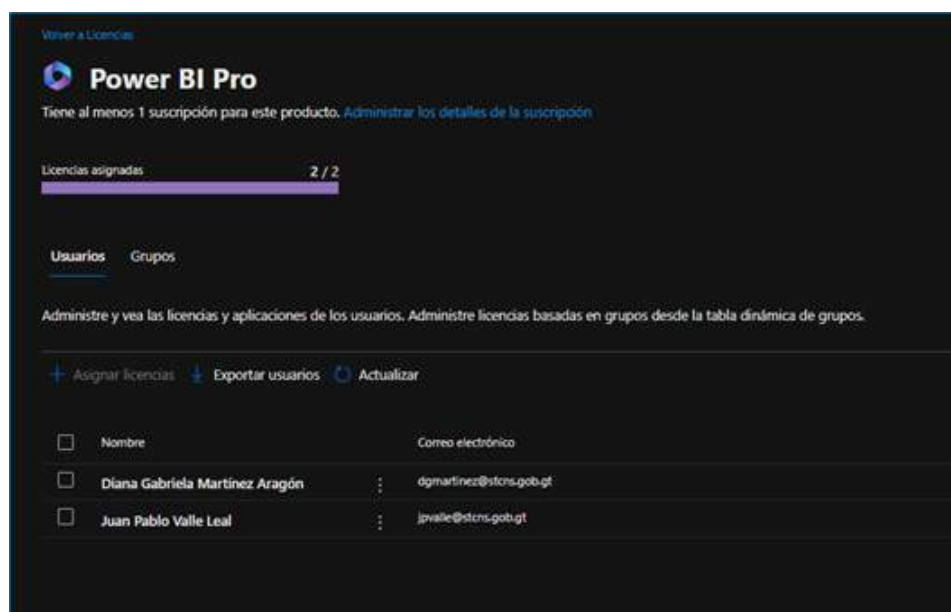 Volver a Licencias
Power BI Pro
Tiene al menos 1 suscripción para este producto. Administrar los detalles de la suscripción
Licencias asignadas 2 / 2
Usuarios Grupos
Administre y vea las licencias y aplicaciones de los usuarios. Administre licencias basadas en grupos desde la tabla dinámica de grupos.
Asignar licencias Exportar usuarios Actualizar
Nombre Correo electrónico
Diana Gabriela Martínez Aragón dgmartinez@stcns.gob.gt
Juan Pablo Valle Leal jpvalle@stcns.gob.gt